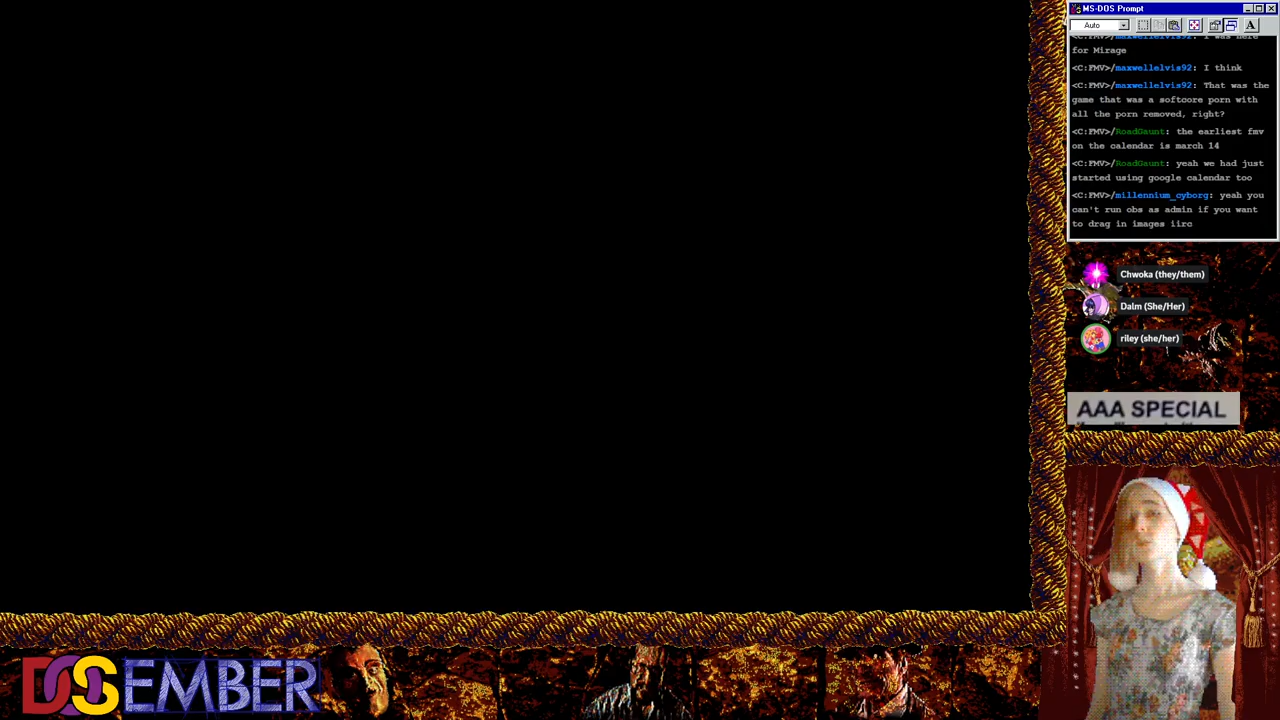 MS-DOS Prompt
Auto
A
<C:FMV>/maxwellelvis92: I was here
for Mirage
<C:FMV>/maxwellelvis92: I think
<C:FMV>/maxwellelvis92: That was the
game that was a softcore porn with
all the porn removed, right?
<C:FMV>/RoadGaunt: the earliest fmv
on the calendar is march 14
<C:FMV>/RoadGaunt: yeah we had just
started using google calendar too
<C:FMV>/millennium_cyborg: yeah you
can't run obs as admin if you want
to drag in images iirc
Chwoka (they/them)
Dalm (She/Her)
riley (she/her)
AAA SPECIAL
DOSEMBER